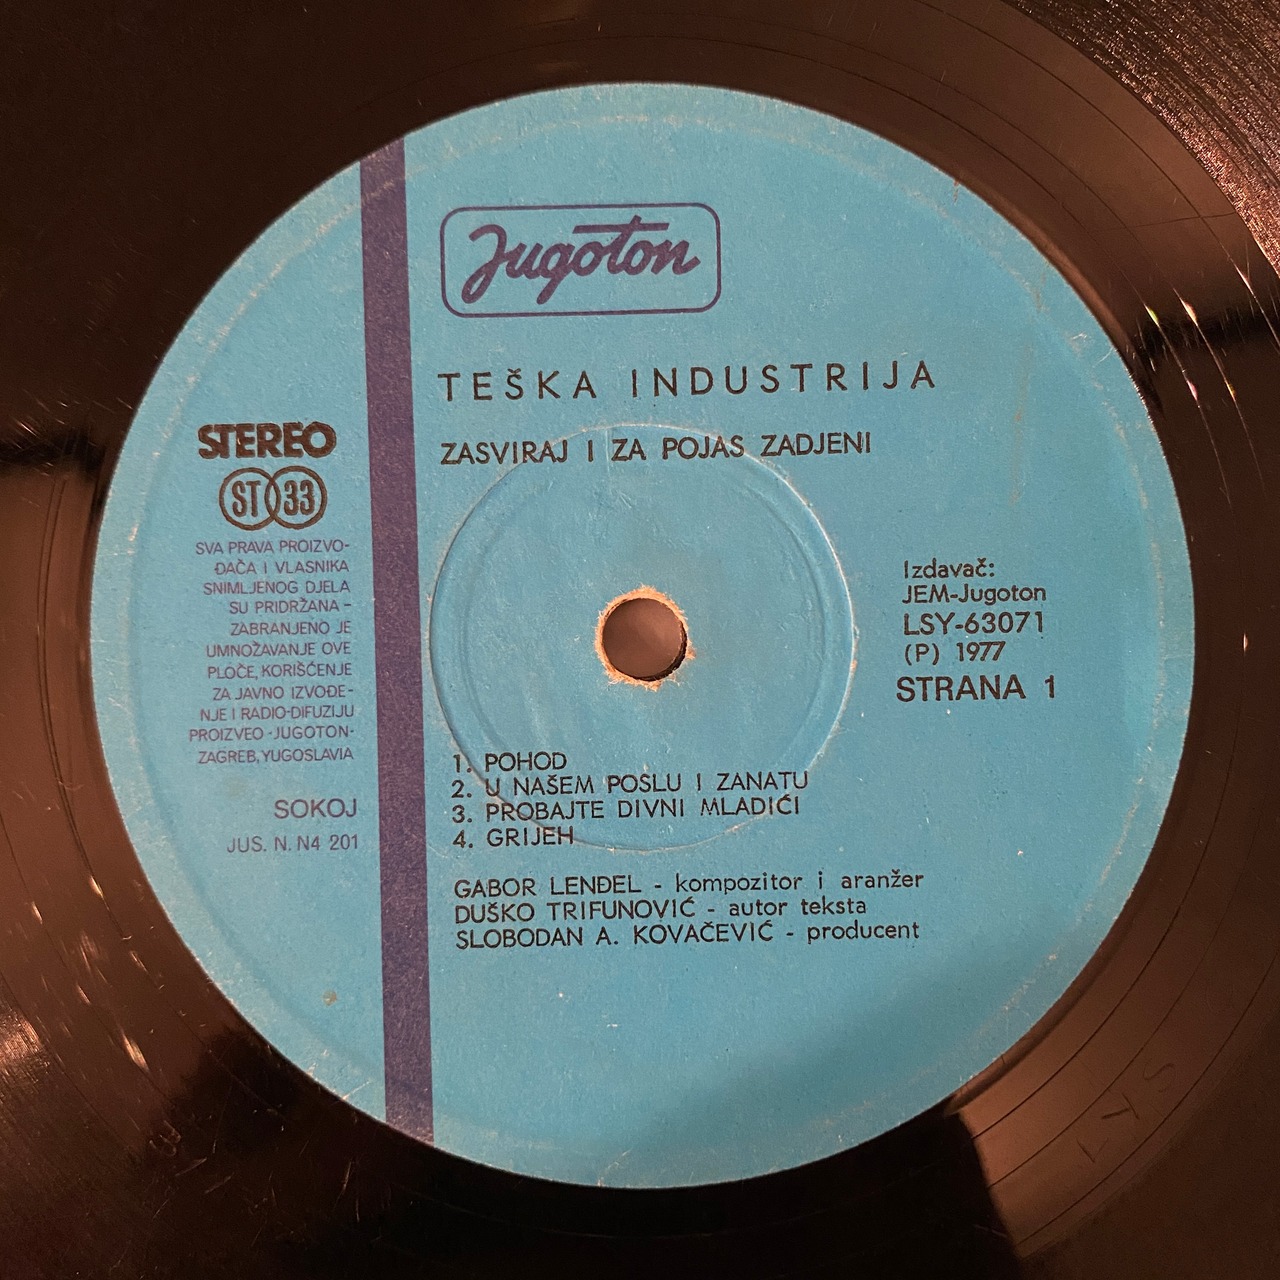 Jugoton
TEŠKA INDUSTRIJA
ZASVIRAJ I ZA POJAS ZADJENI
STEREO
ST 33
SVA PRAVA PROIZVO-
ĐAČA I VLASNIKA
SNIMLJENOG DJELA
SU PRIDRŽANA -
ZABRANJENO JE
UMNOŽAVANJE OVE
PLOČE, KORIŠĆENJE
ZA JAVNO IZVOĐE-
NJE I RADIO-DIFUZIJU
PROIZVEO -JUGOTON-
ZAGREB, YUGOSLAVIA
SOKOJ
JUS. N. N4 201
Izdavač:
JEM-Jugoton
LSY-63071
(P) 1977
STRANA 1
1. POHOD
2. U NAŠEM POSLU I ZANATU
3. PROBAJTE DIVNI MLADIĆI
4. GRIJEH
GABOR LENĐEL - kompozitor i aranžer
DUŠKO TRIFUNOVIĆ - autor teksta
SLOBODAN A. KOVAČEVIĆ - producent